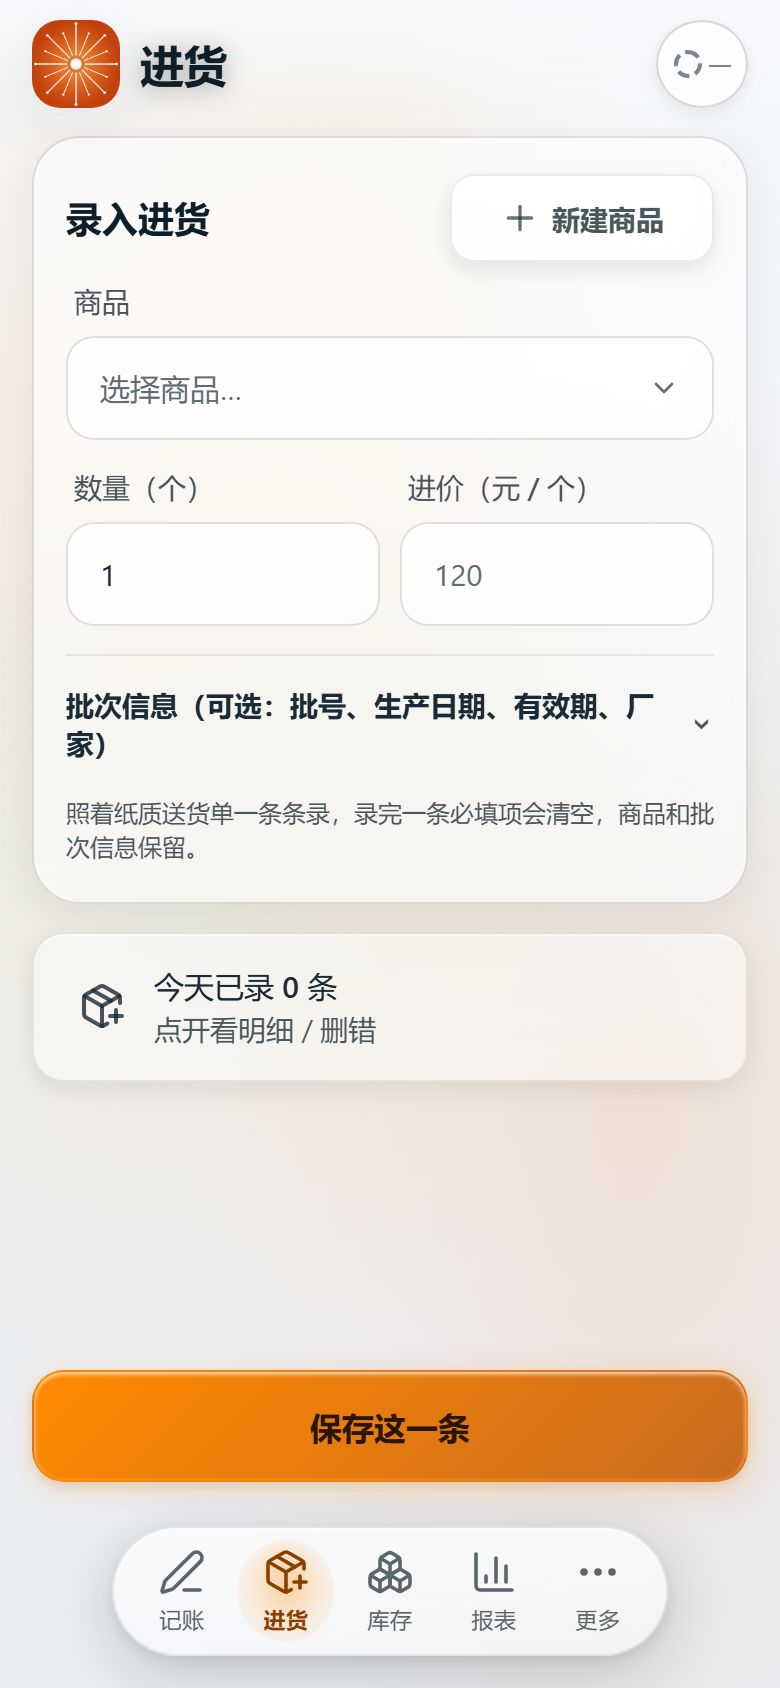 进货
录入进货
新建商品
商品
选择商品...
数量（个）
进价（元 / 个）
1
120
批次信息（可选：批号、生产日期、有效期、厂
家）
照着纸质送货单一条条录，录完一条必填项会清空，商品和批
次信息保留。
今天已录 0 条
点开看明细 / 删错
保存这一条
记账
进货
库存
报表
更多